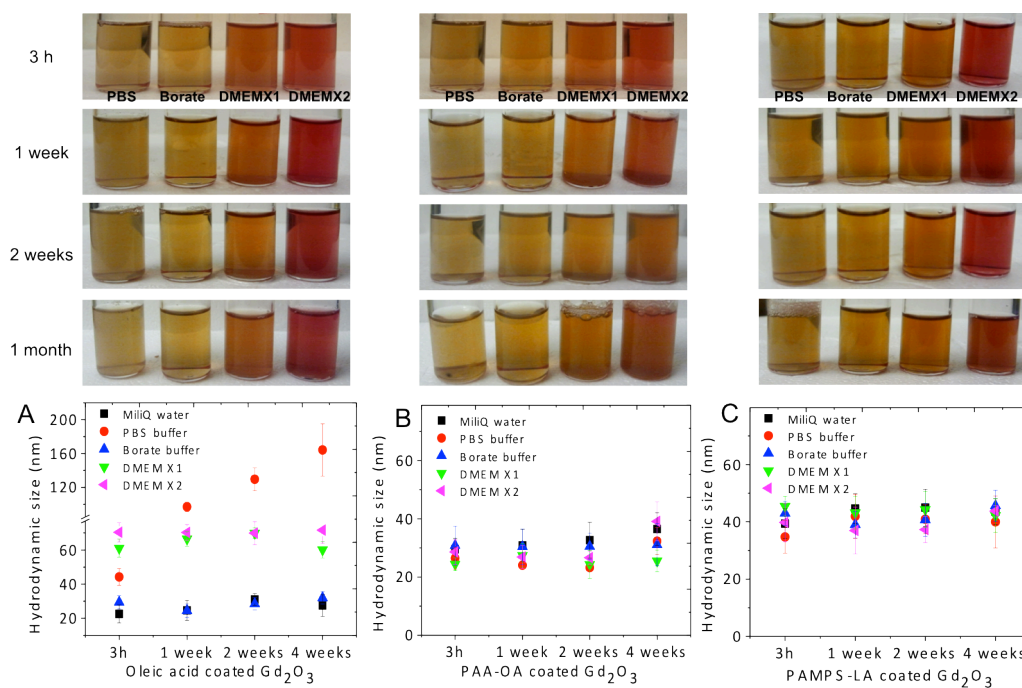 3 h
PBS Borate DMEMX1 DMEMX2
PBS Borate DMEMX1 DMEMX2
PBS Borate DMEMX1 DMEMX2
1 week
2 weeks
1 month
A
200
160
120
60
40
20
Hydrodynamic size (nm)
MiliQ water
PBS buffer
Borate buffer
DMEM X1
DMEM X2
3h 1 week 2 weeks 4 weeks
Oleic acid coated Gd₂O₃
B
60
40
20
0
Hydrodynamic size (nm)
MiliQ water
PBS buffer
Borate buffer
DMEM X1
DMEM X2
3h 1 week 2 weeks 4 weeks
PAA-OA coated Gd₂O₃
C
80
60
40
20
0
Hydrodynamic size (nm)
MiliQ water
PBS buffer
Borate buffer
DMEM X1
DMEM X2
3h 1 week 2 weeks 4 weeks
PAMPS-LA coated Gd₂O₃